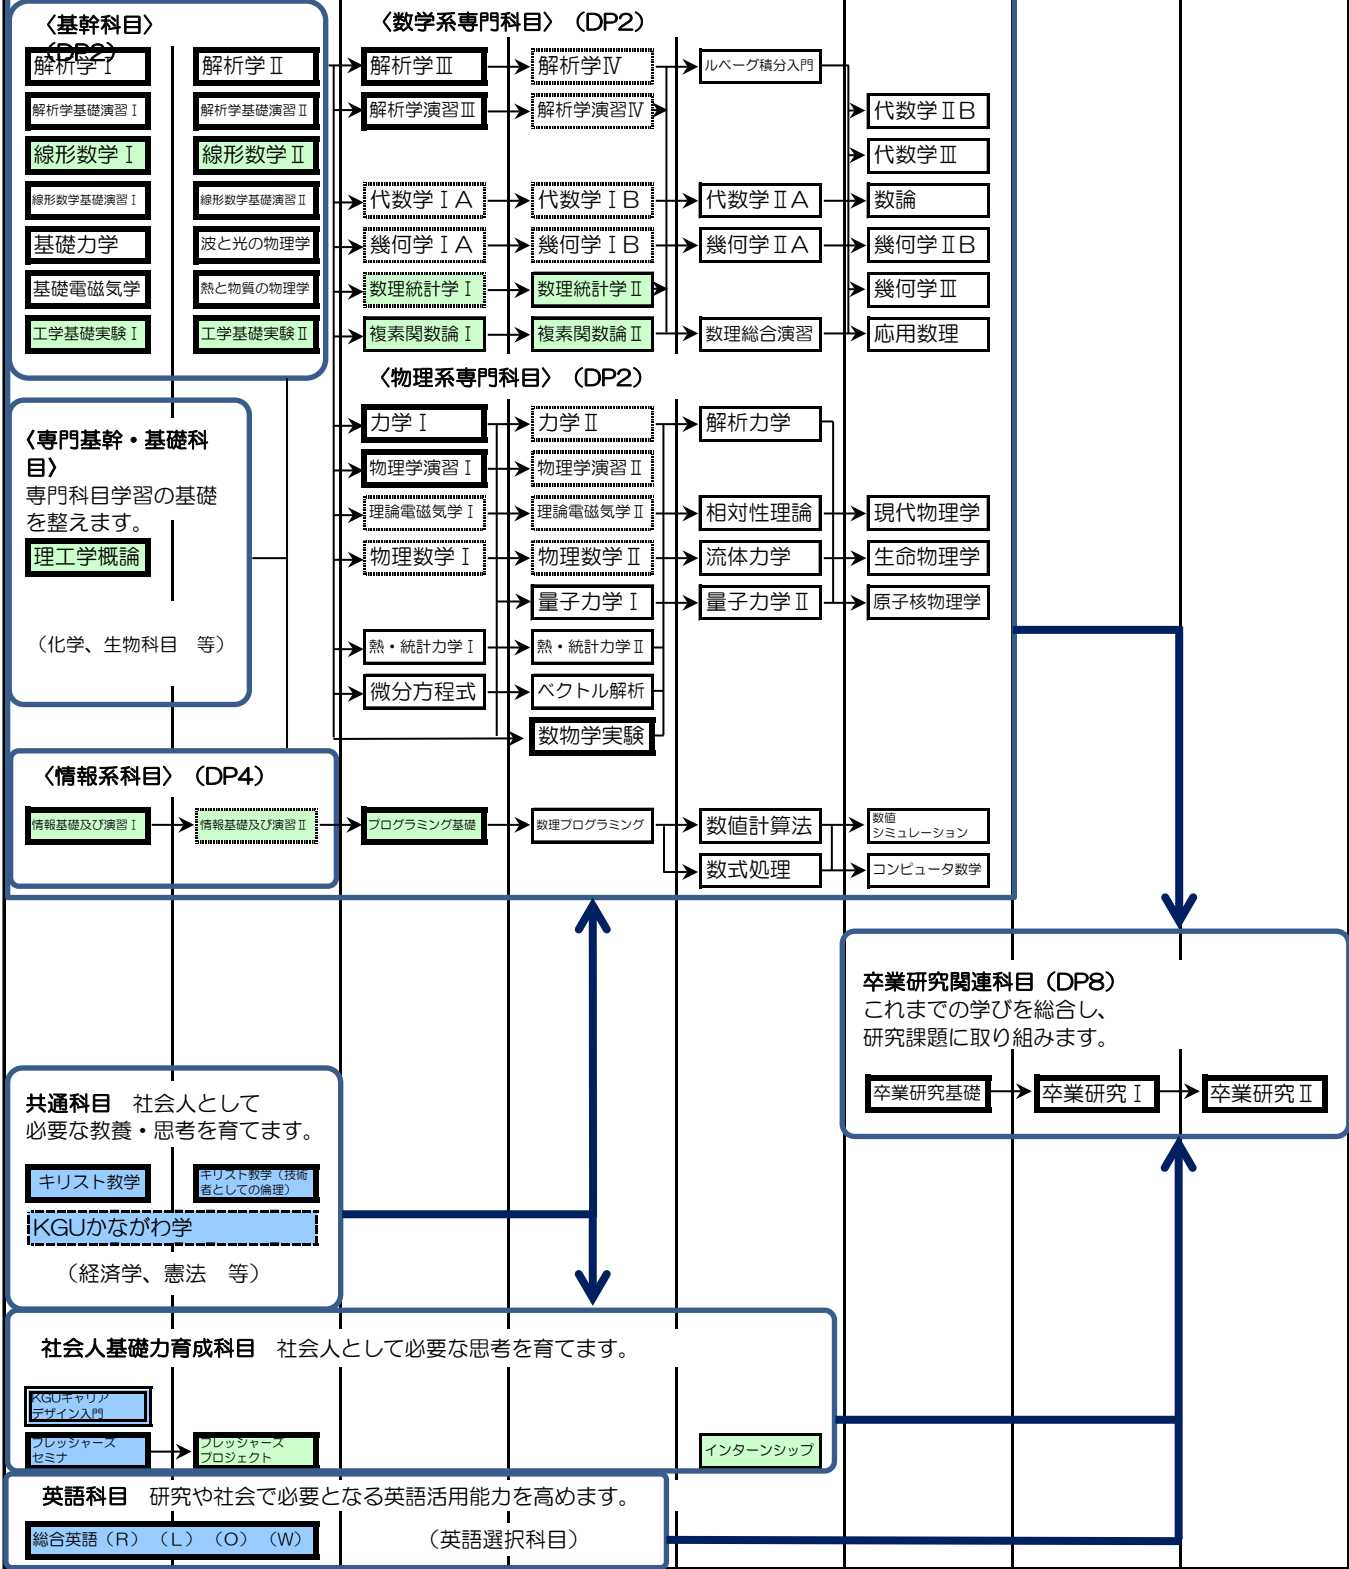 〈基幹科目〉
（DP2）
〈数学系専門科目〉（DP2）
解析学Ⅰ
解析学Ⅱ
解析学Ⅲ
解析学Ⅳ
ルベーグ積分入門
解析学基礎演習Ⅰ
解析学基礎演習Ⅱ
解析学演習Ⅲ
解析学演習Ⅳ
代数学ⅡＢ
線形数学Ⅰ
線形数学Ⅱ
代数学Ⅲ
線形数学基礎演習Ⅰ
線形数学基礎演習Ⅱ
代数学ⅠＡ
代数学ⅠＢ
代数学ⅡＡ
数論
基礎力学
波と光の物理学
幾何学ⅠＡ
幾何学ⅠＢ
幾何学ⅡＡ
幾何学ⅡＢ
基礎電磁気学
熱と物質の物理学
数理統計学Ⅰ
数理統計学Ⅱ
幾何学Ⅲ
工学基礎実験Ⅰ
工学基礎実験Ⅱ
複素関数論Ⅰ
複素関数論Ⅱ
数理総合演習
応用数理
〈物理系専門科目〉（DP2）
〈専門基幹・基礎科
目〉
専門科目学習の基礎
を整えます。
理工学概論
（化学、生物科目　等）
力学Ⅰ
力学Ⅱ
解析力学
物理学演習Ⅰ
物理学演習Ⅱ
理論電磁気学Ⅰ
理論電磁気学Ⅱ
相対性理論
現代物理学
物理数学Ⅰ
物理数学Ⅱ
流体力学
生命物理学
量子力学Ⅰ
量子力学Ⅱ
原子核物理学
熱・統計力学Ⅰ
熱・統計力学Ⅱ
微分方程式
ベクトル解析
数物学実験
〈情報系科目〉（DP4）
情報基礎及び演習Ⅰ
情報基礎及び演習Ⅱ
プログラミング基礎
数理プログラミング
数値計算法
数値
シミュレーション
数式処理
コンピュータ数学
卒業研究関連科目（DP8）
これまでの学びを総合し、
研究課題に取り組みます。
卒業研究基礎
卒業研究Ⅰ
卒業研究Ⅱ
共通科目　社会人として
必要な教養・思考を育てます。
キリスト教学
キリスト教学（技術
者としての倫理）
KGUかながわ学
（経済学、憲法　等）
社会人基礎力育成科目　社会人として必要な思考を育てます。
KGUキャリア
デザイン入門
フレッシャーズ
セミナ
フレッシャーズ
プロジェクト
インターンシップ
英語科目　研究や社会で必要となる英語活用能力を高めます。
総合英語（R）（L）（O）（W）
（英語選択科目）